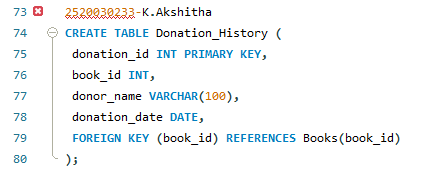 73 2520030233-K.Akshitha
74 CREATE TABLE Donation_History (
75 donation_id INT PRIMARY KEY,
76 book_id INT,
77 donor_name VARCHAR(100),
78 donation_date DATE,
79 FOREIGN KEY (book_id) REFERENCES Books(book_id)
80 );